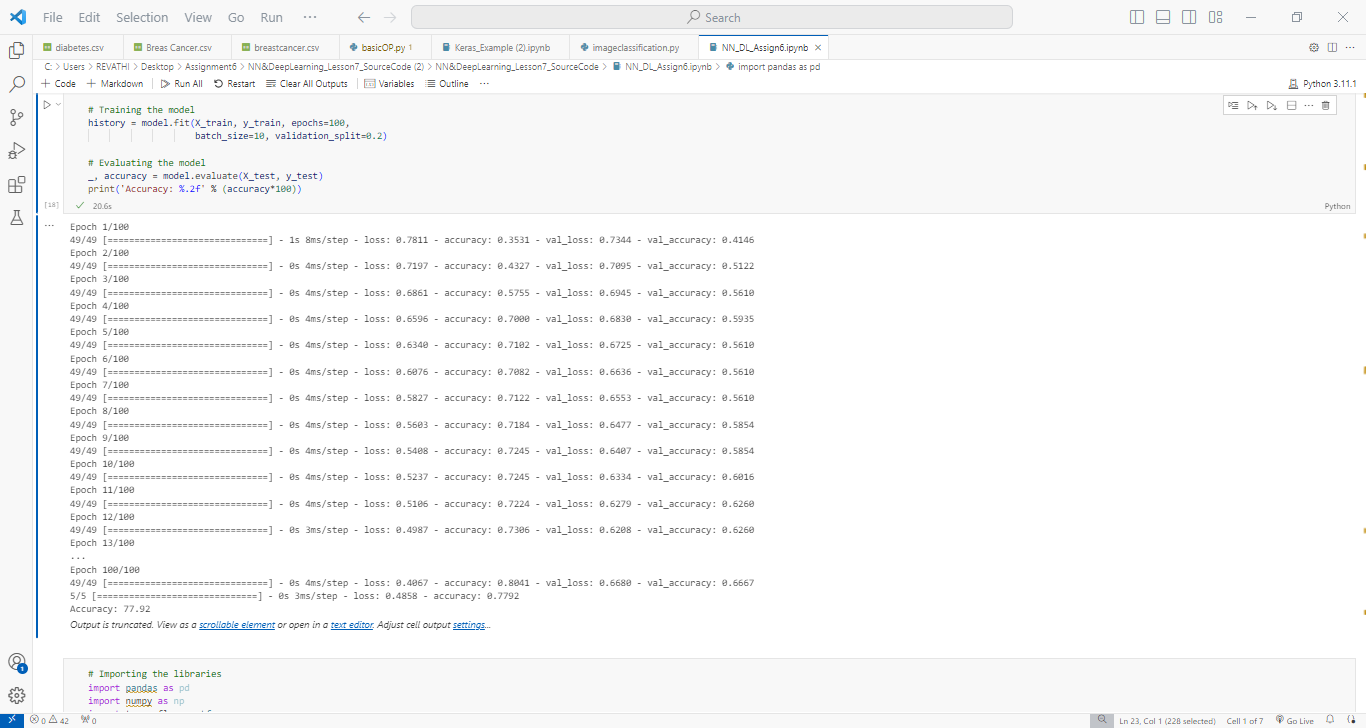 File Edit Selection View Go Run ··· Search
diabetes.csv Breas Cancer.csv breastcancer.csv basicOP.py 1 Keras_Example (2).ipynb imageclassification.py NN_DL_Assign6.ipynb
C: > Users > REVATHI > Desktop > Assignment6 > NN&DeepLearning_Lesson7_SourceCode (2) > NN&DeepLearning_Lesson7_SourceCode > NN_DL_Assign6.ipynb > import pandas as pd
+ Code + Markdown Run All Restart Clear All Outputs Variables Outline ··· Python 3.11.1
# Training the model
history = model.fit(X_train, y_train, epochs=100,
batch_size=10, validation_split=0.2)
# Evaluating the model
_, accuracy = model.evaluate(X_test, y_test)
print('Accuracy: %.2f' % (accuracy*100))
[18] 20.6s Python
Epoch 1/100
49/49 [==============================] - 1s 8ms/step - loss: 0.7811 - accuracy: 0.3531 - val_loss: 0.7344 - val_accuracy: 0.4146
Epoch 2/100
49/49 [==============================] - 0s 4ms/step - loss: 0.7197 - accuracy: 0.4327 - val_loss: 0.7095 - val_accuracy: 0.5122
Epoch 3/100
49/49 [==============================] - 0s 4ms/step - loss: 0.6861 - accuracy: 0.5755 - val_loss: 0.6945 - val_accuracy: 0.5610
Epoch 4/100
49/49 [==============================] - 0s 4ms/step - loss: 0.6596 - accuracy: 0.7000 - val_loss: 0.6830 - val_accuracy: 0.5935
Epoch 5/100
49/49 [==============================] - 0s 4ms/step - loss: 0.6340 - accuracy: 0.7102 - val_loss: 0.6725 - val_accuracy: 0.5610
Epoch 6/100
49/49 [==============================] - 0s 4ms/step - loss: 0.6076 - accuracy: 0.7082 - val_loss: 0.6636 - val_accuracy: 0.5610
Epoch 7/100
49/49 [==============================] - 0s 4ms/step - loss: 0.5827 - accuracy: 0.7122 - val_loss: 0.6553 - val_accuracy: 0.5610
Epoch 8/100
49/49 [==============================] - 0s 4ms/step - loss: 0.5603 - accuracy: 0.7184 - val_loss: 0.6477 - val_accuracy: 0.5854
Epoch 9/100
49/49 [==============================] - 0s 4ms/step - loss: 0.5408 - accuracy: 0.7245 - val_loss: 0.6407 - val_accuracy: 0.5854
Epoch 10/100
49/49 [==============================] - 0s 4ms/step - loss: 0.5237 - accuracy: 0.7245 - val_loss: 0.6334 - val_accuracy: 0.6016
Epoch 11/100
49/49 [==============================] - 0s 4ms/step - loss: 0.5106 - accuracy: 0.7224 - val_loss: 0.6279 - val_accuracy: 0.6260
Epoch 12/100
49/49 [==============================] - 0s 3ms/step - loss: 0.4987 - accuracy: 0.7306 - val_loss: 0.6208 - val_accuracy: 0.6260
Epoch 13/100
...
Epoch 100/100
49/49 [==============================] - 0s 4ms/step - loss: 0.4067 - accuracy: 0.8041 - val_loss: 0.6680 - val_accuracy: 0.6667
5/5 [==============================] - 0s 3ms/step - loss: 0.4858 - accuracy: 0.7792
Accuracy: 77.92
Output is truncated. View as a scrollable element or open in a text editor. Adjust cell output settings...
# Importing the libraries
import pandas as pd
import numpy as np
1
0 42 0 Ln 23, Col 1 (228 selected) Cell 1 of 7 Go Live